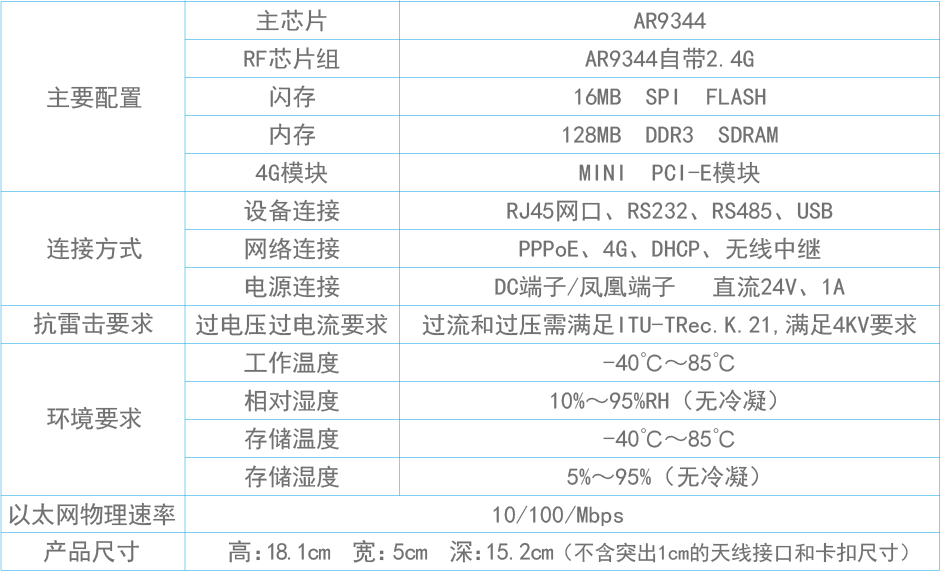 主要配置
主芯片 AR9344
RF芯片组 AR9344自带2.4G
闪存 16MB SPI FLASH
内存 128MB DDR3 SDRAM
4G模块 MINI PCI-E模块
连接方式
设备连接 RJ45网口、RS232、RS485、USB
网络连接 PPPoE、4G、DHCP、无线中继
电源连接 DC端子/凤凰端子 直流24V、1A
抗雷击要求 过电压过电流要求 过流和过压需满足ITU-TRec.K.21,满足4KV要求
环境要求
工作温度 -40℃～85℃
相对湿度 10%～95%RH（无冷凝）
存储温度 -40℃～85℃
存储湿度 5%～95%（无冷凝）
以太网物理速率 10/100/Mbps
产品尺寸 高:18.1cm 宽:5cm 深:15.2cm（不含突出1cm的天线接口和卡扣尺寸）